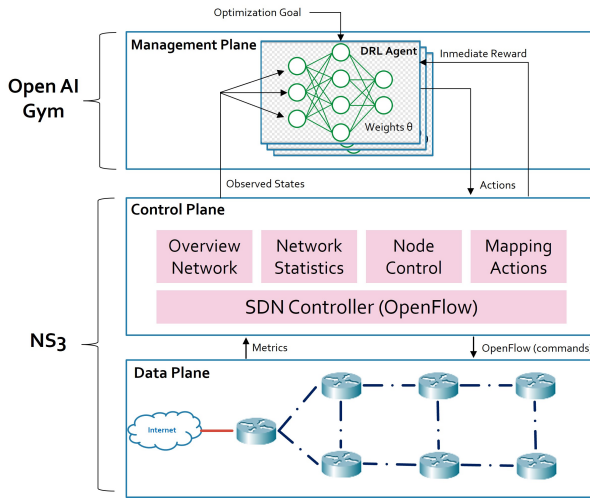 Optimization Goal
Management Plane
DRL Agent
Inmediate Reward
Open AI
Gym
Weights θ
Observed States
Actions
Control Plane
Overview
Network
Network
Statistics
Node
Control
Mapping
Actions
SDN Controller (OpenFlow)
NS3
Metrics
OpenFlow (commands)
Data Plane
Internet